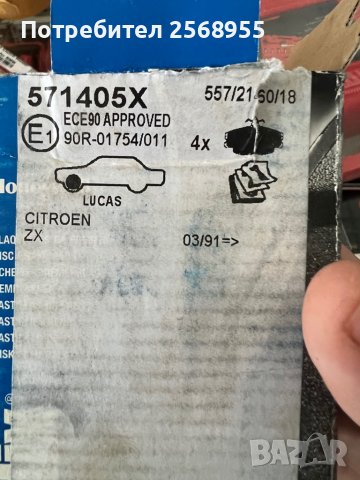 Потребител 2568955
571405X
557/21-60/18
E1
ECE90 APPROVED
90R-01754/011
4x
LUCAS
CITROEN
ZX
03/91=>
BAZAR